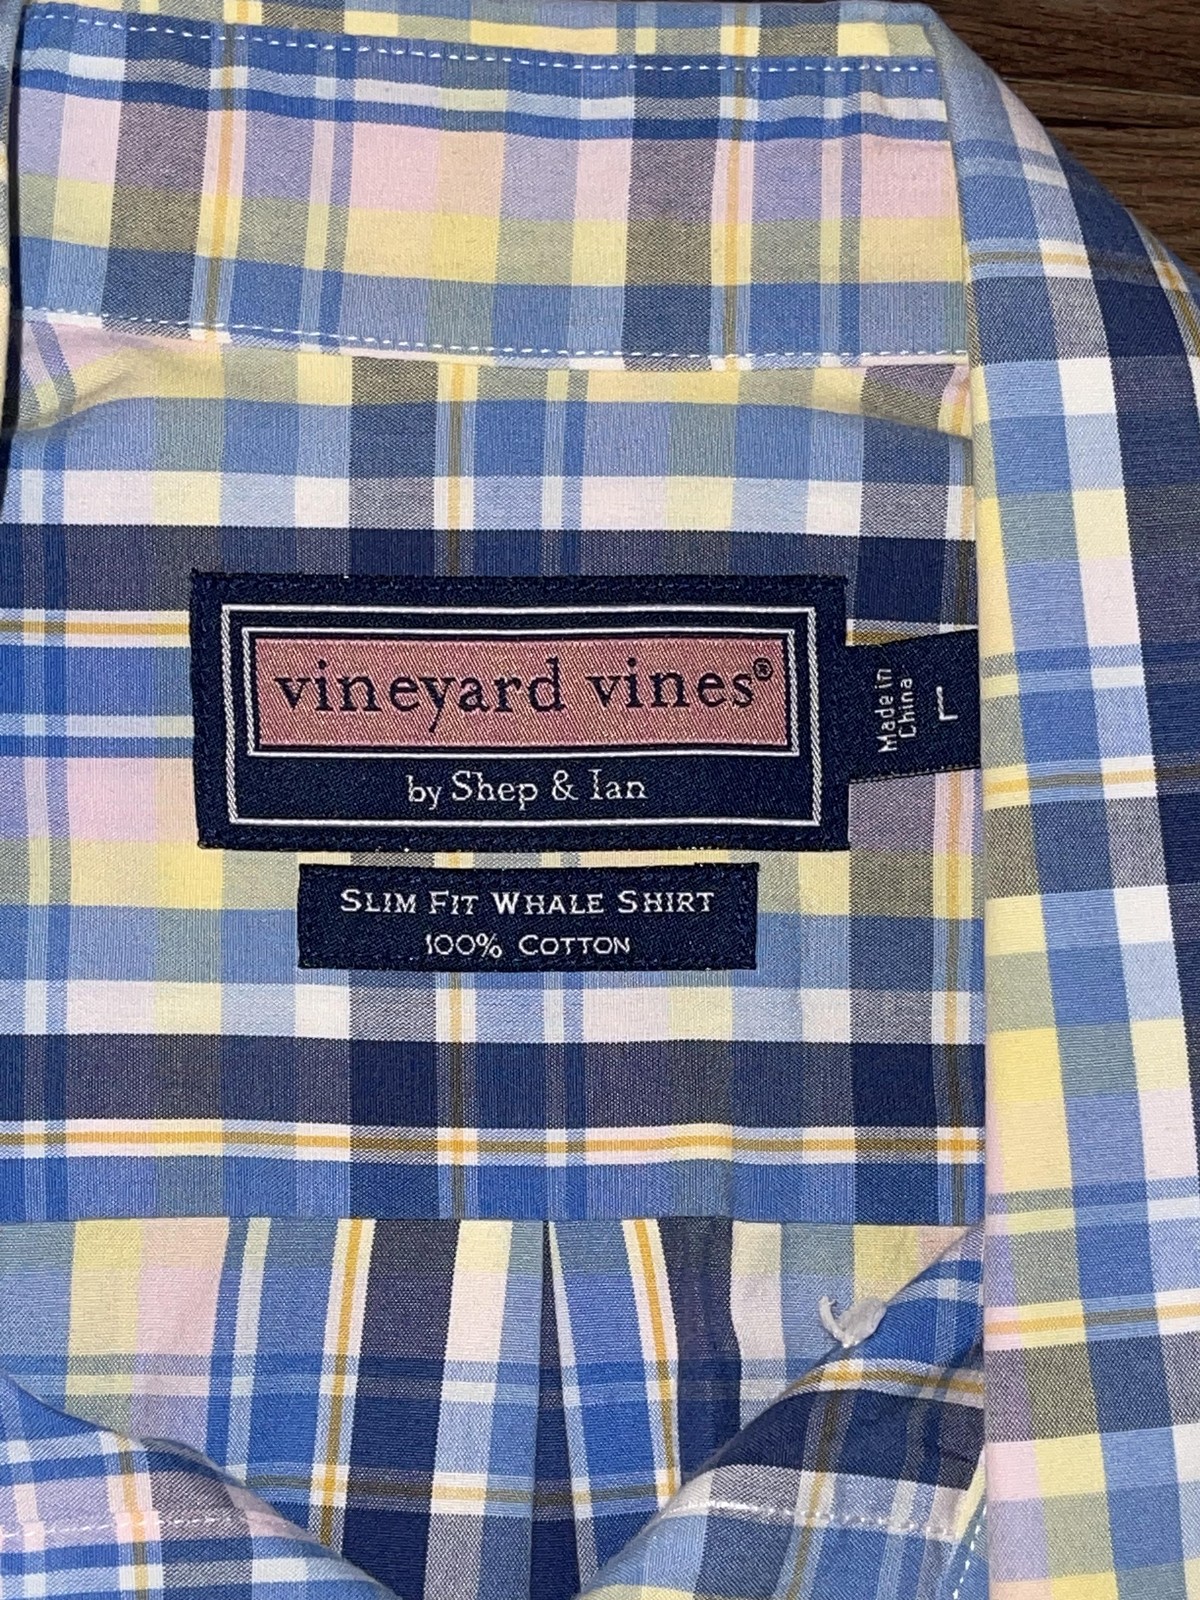 vineyard vines®
by Shep & Ian
Made in
China
L
SLIM FIT WHALE SHIRT
100% COTTON